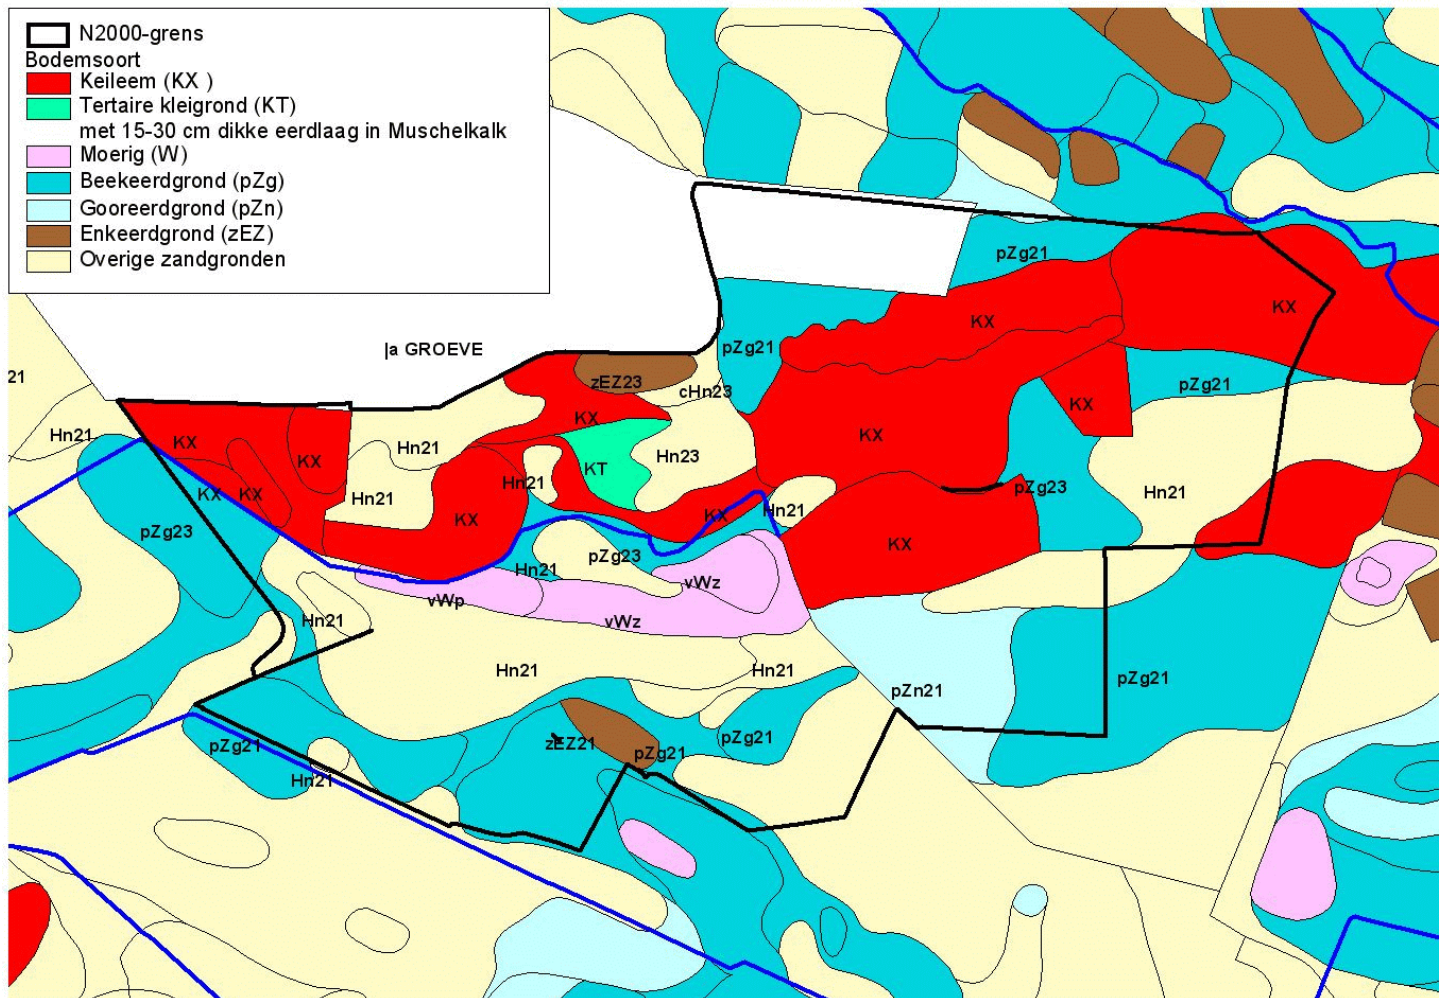 N2000-grens
Bodemsoort
Keileem (KX )
Tertaire kleigrond (KT)
met 15-30 cm dikke eerdlaag in Muschelkalk
Moerig (W)
Beekeerdgrond (pZg)
Gooreerdgrond (pZn)
Enkeerdgrond (zEZ)
Overige zandgronden
pZg21
KX
KX
|a GROEVE
pZg21
21
zEZ23
cHn23
pZg21
KX
KX
Hn21
KX
Hn21
KX
Hn23
KX
KT
Hn21
pZg23
Hn21
KX
KX
Hn21
KX
KX
Hn21
pZg23
KX
pZg23
Hn21
vWz
vWp
Hn21
vWz
Hn21
Hn21
pZn21
pZg21
pZg21
zEZ21
pZg21
pZg21
Hn21